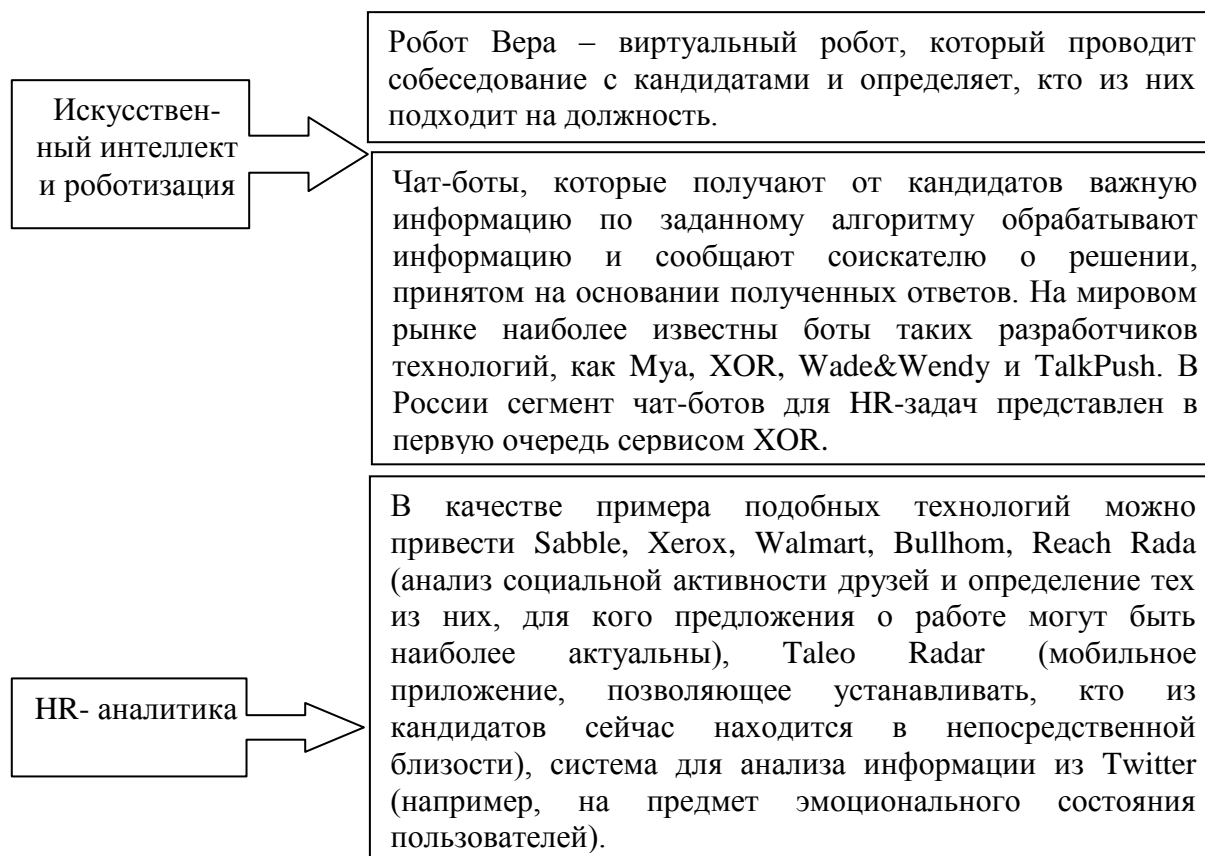 Искусствен-
ный интеллект
и роботизация
Робот Вера – виртуальный робот, который проводит
собеседование с кандидатами и определяет, кто из них
подходит на должность.
Чат-боты, которые получают от кандидатов важную
информацию по заданному алгоритму обрабатывают
информацию и сообщают соискателю о решении,
принятом на основании полученных ответов. На мировом
рынке наиболее известны боты таких разработчиков
технологий, как Mya, XOR, Wade&Wendy и TalkPush. В
России сегмент чат-ботов для HR-задач представлен в
первую очередь сервисом XOR.
HR- аналитика
В качестве примера подобных технологий можно
привести Sabble, Xerox, Walmart, Bullhom, Reach Rada
(анализ социальной активности друзей и определение тех
из них, для кого предложения о работе могут быть
наиболее актуальны), Taleo Radar (мобильное
приложение, позволяющее устанавливать, кто из
кандидатов сейчас находится в непосредственной
близости), система для анализа информации из Twitter
(например, на предмет эмоционального состояния
пользователей).